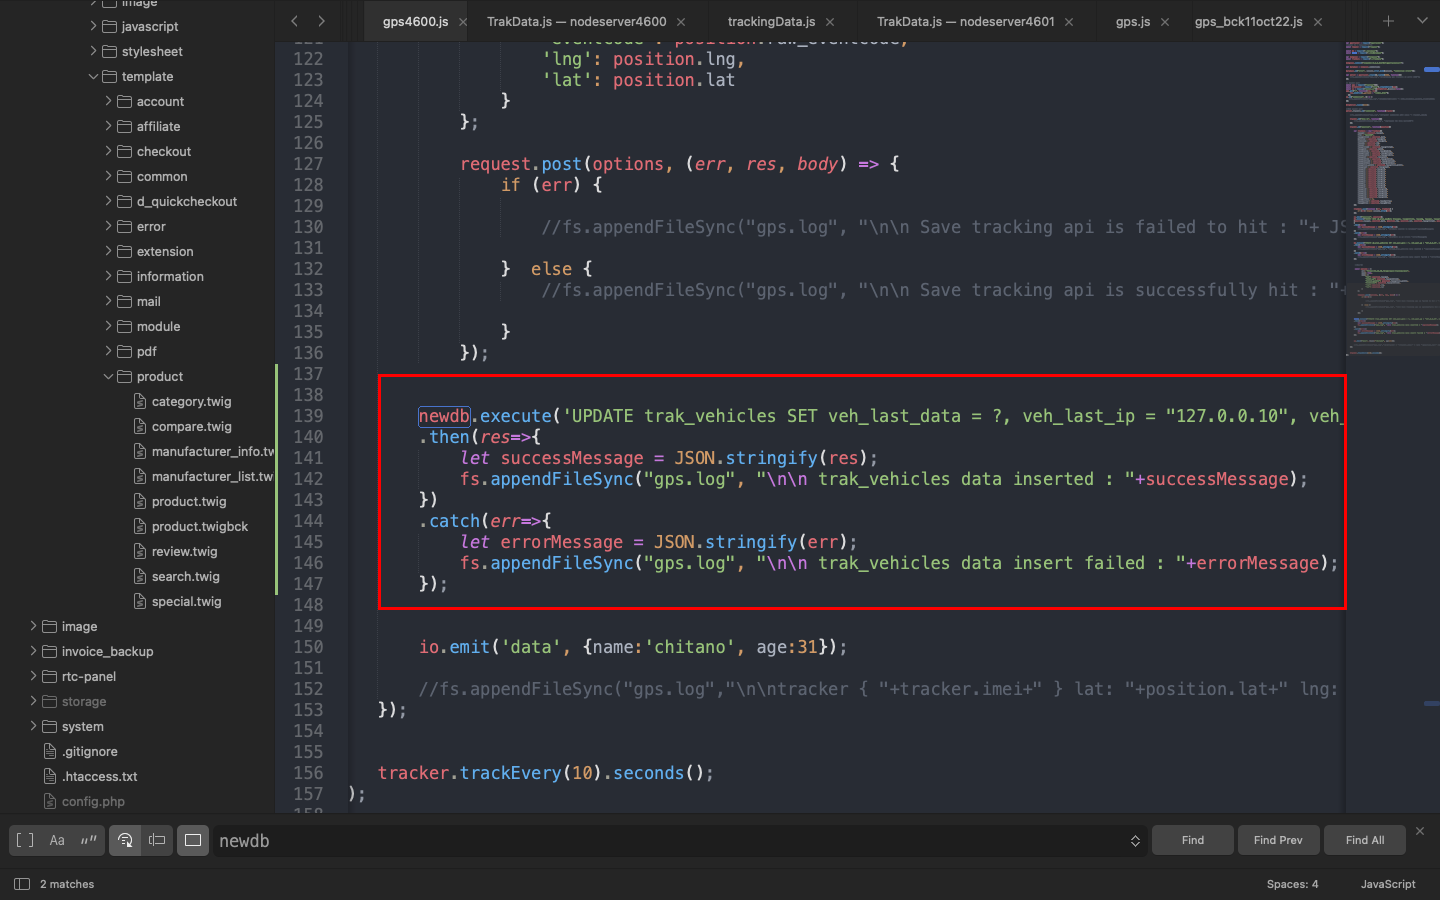 image
javascript
stylesheet
template
account
affiliate
checkout
common
d_quickcheckout
error
extension
information
mail
module
pdf
product
category.twig
compare.twig
manufacturer_info.tw
manufacturer_list.tw
product.twig
product.twigbck
review.twig
search.twig
special.twig
image
invoice_backup
rtc-panel
storage
system
.gitignore
.htaccess.txt
config.php
gps4600.js
TrakData.js — nodeserver4600
trackingData.js
TrakData.js — nodeserver4601
gps.js
gps_bck11oct22.js
121 'eventcode': position.raw_eventcode,
122 'lng': position.lng,
123 'lat': position.lat
124 }
125 };
126
127 request.post(options, (err, res, body) => {
128 if (err) {
129
130 //fs.appendFileSync("gps.log", "\n\n Save tracking api is failed to hit : "+ JS
131
132 } else {
133 //fs.appendFileSync("gps.log", "\n\n Save tracking api is successfully hit : "+
134
135 }
136 });
137
138
139 newdb.execute('UPDATE trak_vehicles SET veh_last_data = ?, veh_last_ip = "127.0.0.10", veh_
140 .then(res=>{
141 let successMessage = JSON.stringify(res);
142 fs.appendFileSync("gps.log", "\n\n trak_vehicles data inserted : "+successMessage);
143 })
144 .catch(err=>{
145 let errorMessage = JSON.stringify(err);
146 fs.appendFileSync("gps.log", "\n\n trak_vehicles data insert failed : "+errorMessage);
147 });
148
149
150 io.emit('data', {name:'chitano', age:31});
151
152 //fs.appendFileSync("gps.log","\n\ntracker { "+tracker.imei+" } lat: "+position.lat+" lng:
153 });
154
155
156 tracker.trackEvery(10).seconds();
157 );
158
[ ] Aa “”
newdb
Find
Find Prev
Find All
2 matches
Spaces: 4
JavaScript